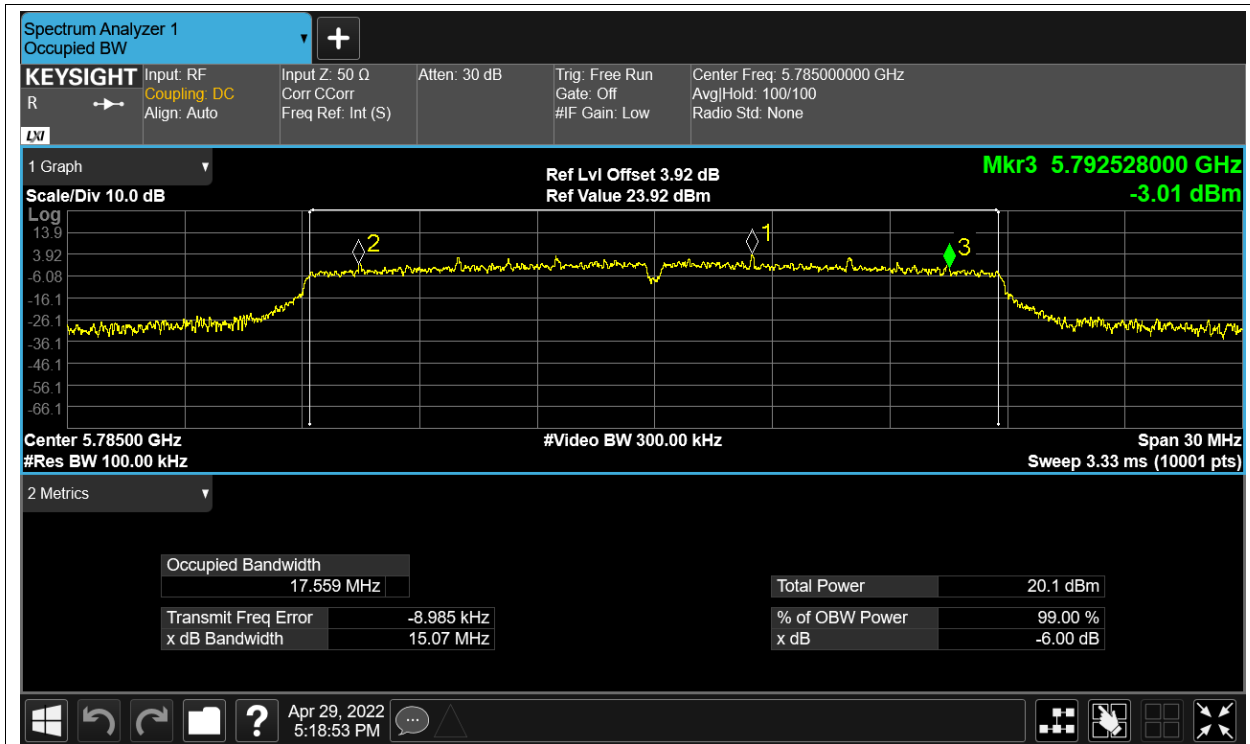 Spectrum Analyzer 1
Occupied BW
KEYSIGHT
R
LXI
Input: RF
Coupling: DC
Align: Auto
Input Z: 50 Ω
Corr CCorr
Freq Ref: Int (S)
Atten: 30 dB
Trig: Free Run
Gate: Off
#IF Gain: Low
Center Freq: 5.785000000 GHz
Avg|Hold: 100/100
Radio Std: None
1 Graph
Scale/Div 10.0 dB
Ref Lvl Offset 3.92 dB
Ref Value 23.92 dBm
Mkr3 5.792528000 GHz
-3.01 dBm
Log
13.9
3.92
-6.08
-16.1
-26.1
-36.1
-46.1
-56.1
-66.1
2
1
3
Center 5.78500 GHz
#Res BW 100.00 kHz
#Video BW 300.00 kHz
Span 30 MHz
Sweep 3.33 ms (10001 pts)
2 Metrics
Occupied Bandwidth
17.559 MHz
Transmit Freq Error -8.985 kHz
x dB Bandwidth 15.07 MHz
Total Power 20.1 dBm
% of OBW Power 99.00 %
x dB -6.00 dB
?
Apr 29, 2022
5:18:53 PM